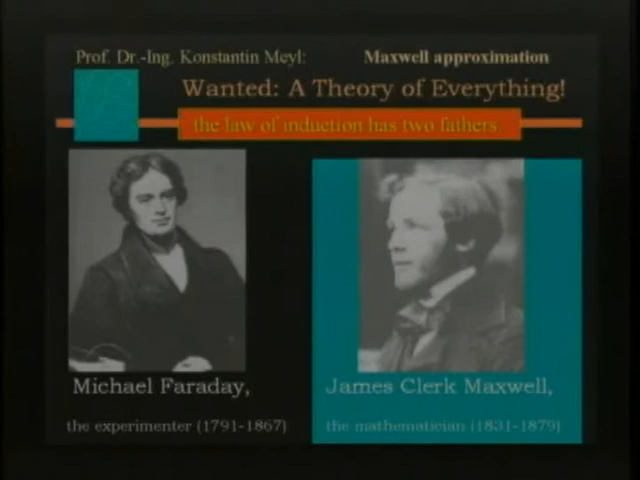 Prof. Dr.-Ing. Konstantin Meyl: Maxwell approximation
Wanted: A Theory of Everything!
the law of induction has two fathers
Michael Faraday,
James Clerk Maxwell,
the experimenter (1791-1867)
the mathematician (1831-1879)